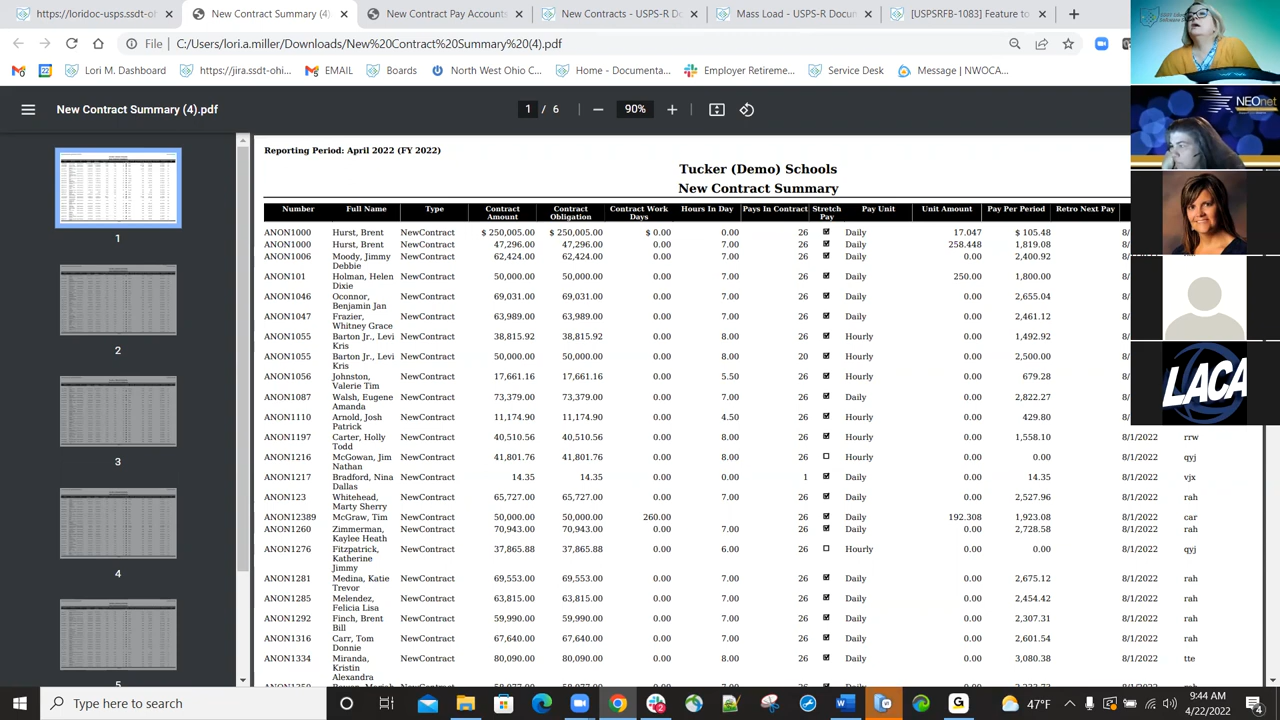 https://uorgs.ssdt-of
New Contract Summary (4)
New Contract Pay Accounts
New Contracts - USPS-R Do
Mass Load - USPS-R Docun
[SRSRFB-1083] Feature to
File
C:/Users/lori.a.miller/Downloads/New%20Contract%20Summary%20(4).pdf
Lori M. Dashboard
https://jira.ssdt-ohi...
EMAIL
Boards
North West Ohio...
Home - Documenta...
Employer Retireme...
Service Desk
Message| NWOCA...
New Contract Summary (4).pdf
/ 6
90%
Reporting Period: April 2022 (FY 2022)
Tucker (Demo) Schools
New Contract Summary
Number Full Name Type Contract Amount Contract Obligation Contract Work Days Hours In Day Pays In Contract Stretch Pay Pay Unit Unit Amount Pay Per Period Retro Next Pay
ANON1000 Hurst, Brent NewContract $ 250,005.00 $ 250,005.00 $ 0.00 0.00 26 Daily 17.047 $ 105.48 8/
ANON1000 Hurst, Brent NewContract 47,296.00 47,296.00 0.00 7.00 26 Daily 258.448 1,819.08 8/
ANON1006 Moody, Jimmy Debbie NewContract 62,424.00 62,424.00 0.00 7.00 26 Daily 0.00 2,400.92 8/
ANON101 Holman, Helen Dixie NewContract 50,000.00 50,000.00 0.00 7.00 26 Daily 250.00 1,800.00 8/
ANON1046 Oconnor, Benjamin Jan NewContract 69,031.00 69,031.00 0.00 7.00 26 Daily 0.00 2,655.04 8/
ANON1047 Frazier, Whitney Grace NewContract 63,989.00 63,989.00 0.00 7.00 26 Daily 0.00 2,461.12 8/
ANON1055 Barton Jr., Levi Kris NewContract 38,815.92 38,815.92 0.00 8.00 26 Hourly 0.00 1,492.92 8/
ANON1055 Barton Jr., Levi Kris NewContract 50,000.00 50,000.00 0.00 8.00 20 Hourly 0.00 2,500.00 8/
ANON1056 Johnston, Valerie Tim NewContract 17,661.16 17,661.16 0.00 5.50 26 Hourly 0.00 679.28 8/
ANON1087 Walsh, Eugene Amanda NewContract 73,379.00 73,379.00 0.00 7.00 26 Daily 0.00 2,822.27 8/
ANON1110 Arnold, Josh Patrick NewContract 11,174.90 11,174.90 0.00 4.50 26 Hourly 0.00 429.80 8/
ANON1197 Carter, Holly Todd NewContract 40,510.56 40,510.56 0.00 8.00 26 Hourly 0.00 1,558.10 8/1/2022 rrw
ANON1216 McGowan, Jim Nathan NewContract 41,801.76 41,801.76 0.00 8.00 26 Hourly 0.00 0.00 8/1/2022 qyj
ANON1217 Bradford, Nina Dallas NewContract 14.35 14.35 0.00 0.00 1 Daily 0.00 14.35 8/1/2022 vjx
ANON123 Whitehead, Marty Sherry NewContract 65,727.00 65,727.00 0.00 7.00 26 Daily 0.00 2,527.96 8/1/2022 rah
ANON12389 McGraw, Tim NewContract 50,000.00 50,000.00 260.00 26 Daily 192.308 1,923.08 8/1/2022 car
ANON1260 Zimmerman, Kaylee Heath NewContract 70,943.00 70,943.00 0.00 7.00 26 Daily 0.00 2,728.58 8/1/2022 rah
ANON1276 Fitzpatrick, Katherine Jimmy NewContract 37,865.88 37,865.88 0.00 6.00 26 Hourly 0.00 0.00 8/1/2022 qyj
ANON1281 Medina, Katie Trevor NewContract 69,553.00 69,553.00 0.00 7.00 26 Daily 0.00 2,675.12 8/1/2022 rah
ANON1285 Melendez, Felicia Lisa NewContract 63,815.00 63,815.00 0.00 7.00 26 Daily 0.00 2,454.42 8/1/2022 rah
ANON1292 Finch, Brent Bill NewContract 59,990.00 59,990.00 0.00 7.00 26 Daily 0.00 2,307.31 8/1/2022 rah
ANON1316 Carr, Tom Donnie NewContract 67,640.00 67,640.00 0.00 7.00 26 Daily 0.00 2,601.54 8/1/2022 rah
ANON1334 Miranda, Kristin Alexandra NewContract 80,090.00 80,090.00 0.00 8.00 26 Daily 0.00 3,080.38 8/1/2022 tte
1
2
3
4
5
NEOnet
LACA
Type here to search
47°F
9:44 AM
4/22/2022
4